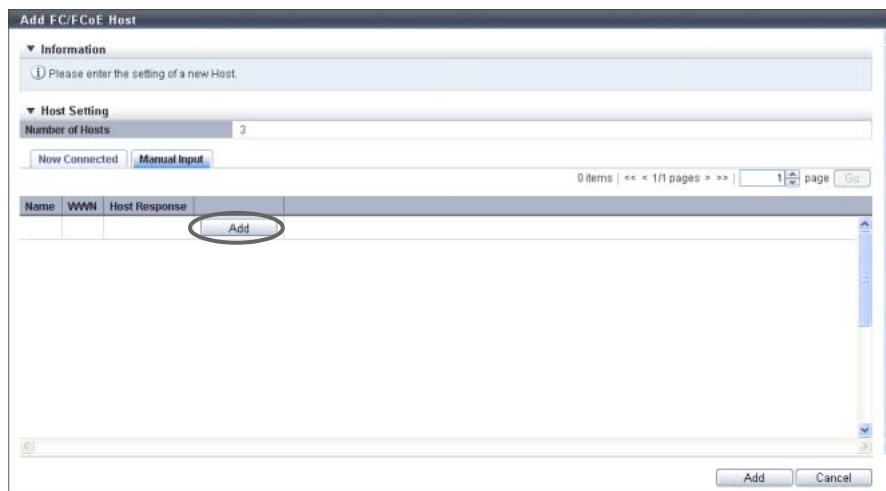 Add FC/FCoE Host
▼ Information
Please enter the setting of a new Host.
▼ Host Setting
Number of Hosts 3
Now Connected Manual Input
0 items | << < 1/1 pages > >> | 1 page Go
Name WWN Host Response
Add
Add Cancel